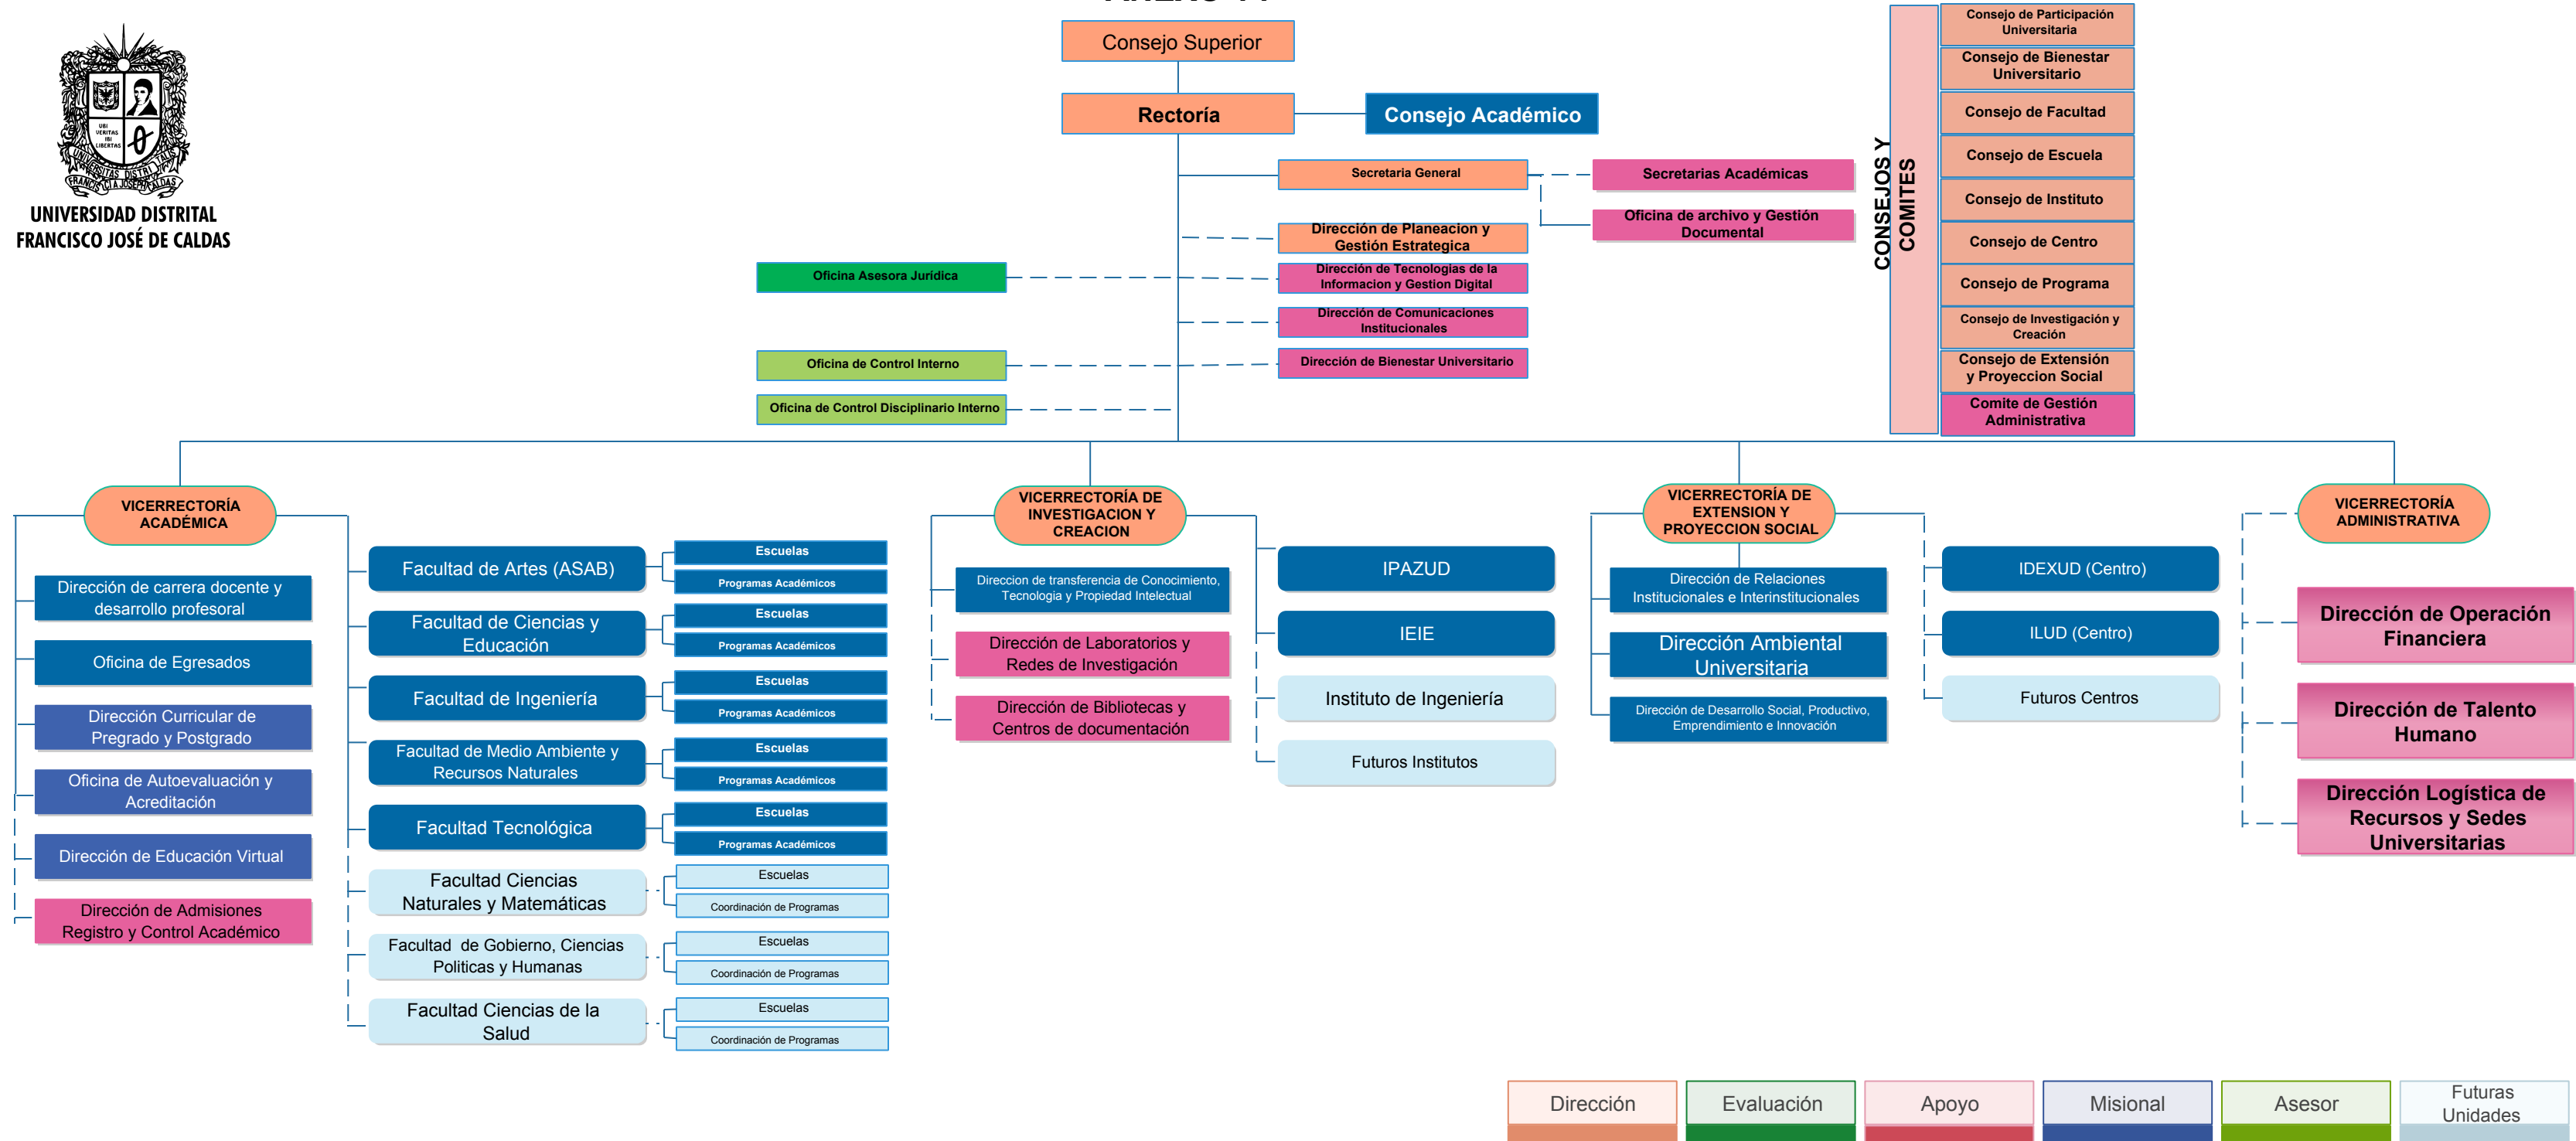 Consejo Superior
Rectoría
Consejo Académico
Secretaria General
Secretarias Académicas
Oficina de archivo y Gestión
Documental
Dirección de Planeacion y
Gestión Estrategica
Oficina Asesora Jurídica
Dirección de Tecnologias de la
Informacion y Gestion Digital
Dirección de Comunicaciones
Institucionales
Oficina de Control Interno
Dirección de Bienestar Universitario
Oficina de Control Disciplinario Interno
UBI
VERITAS
IBI
LIBERTAS
UNIVERSIDAD DISTRITAL
FRANCISCO JOSÉ DE CALDAS
CONSEJOS Y
COMITES
Consejo de Participación
Universitaria
Consejo de Bienestar
Universitario
Consejo de Facultad
Consejo de Escuela
Consejo de Instituto
Consejo de Centro
Consejo de Programa
Consejo de Investigación y
Creación
Consejo de Extensión
y Proyeccion Social
Comite de Gestión
Administrativa
VICERRECTORÍA
ACADÉMICA
Dirección de carrera docente y
desarrollo profesoral
Oficina de Egresados
Dirección Curricular de
Pregrado y Postgrado
Oficina de Autoevaluación y
Acreditación
Dirección de Educación Virtual
Dirección de Admisiones
Registro y Control Académico
Facultad de Artes (ASAB)
Escuelas
Programas Académicos
Facultad de Ciencias y
Educación
Escuelas
Programas Académicos
Facultad de Ingeniería
Escuelas
Programas Académicos
Facultad de Medio Ambiente y
Recursos Naturales
Escuelas
Programas Académicos
Facultad Tecnológica
Escuelas
Programas Académicos
Facultad Ciencias
Naturales y Matemáticas
Escuelas
Coordinación de Programas
Facultad de Gobierno, Ciencias
Politicas y Humanas
Escuelas
Coordinación de Programas
Facultad Ciencias de la
Salud
Escuelas
Coordinación de Programas
VICERRECTORÍA DE
INVESTIGACION Y
CREACION
Direccion de transferencia de Conocimiento,
Tecnologia y Propiedad Intelectual
Dirección de Laboratorios y
Redes de Investigación
Dirección de Bibliotecas y
Centros de documentación
IPAZUD
IEIE
Instituto de Ingeniería
Futuros Institutos
VICERRECTORÍA DE
EXTENSION Y
PROYECCION SOCIAL
Dirección de Relaciones
Institucionales e Interinstitucionales
Dirección Ambiental
Universitaria
Dirección de Desarrollo Social, Productivo,
Emprendimiento e Innovación
IDEXUD (Centro)
ILUD (Centro)
Futuros Centros
VICERRECTORÍA
ADMINISTRATIVA
Dirección de Operación
Financiera
Dirección de Talento
Humano
Dirección Logística de
Recursos y Sedes
Universitarias
Dirección
Evaluación
Apoyo
Misional
Asesor
Futuras
Unidades